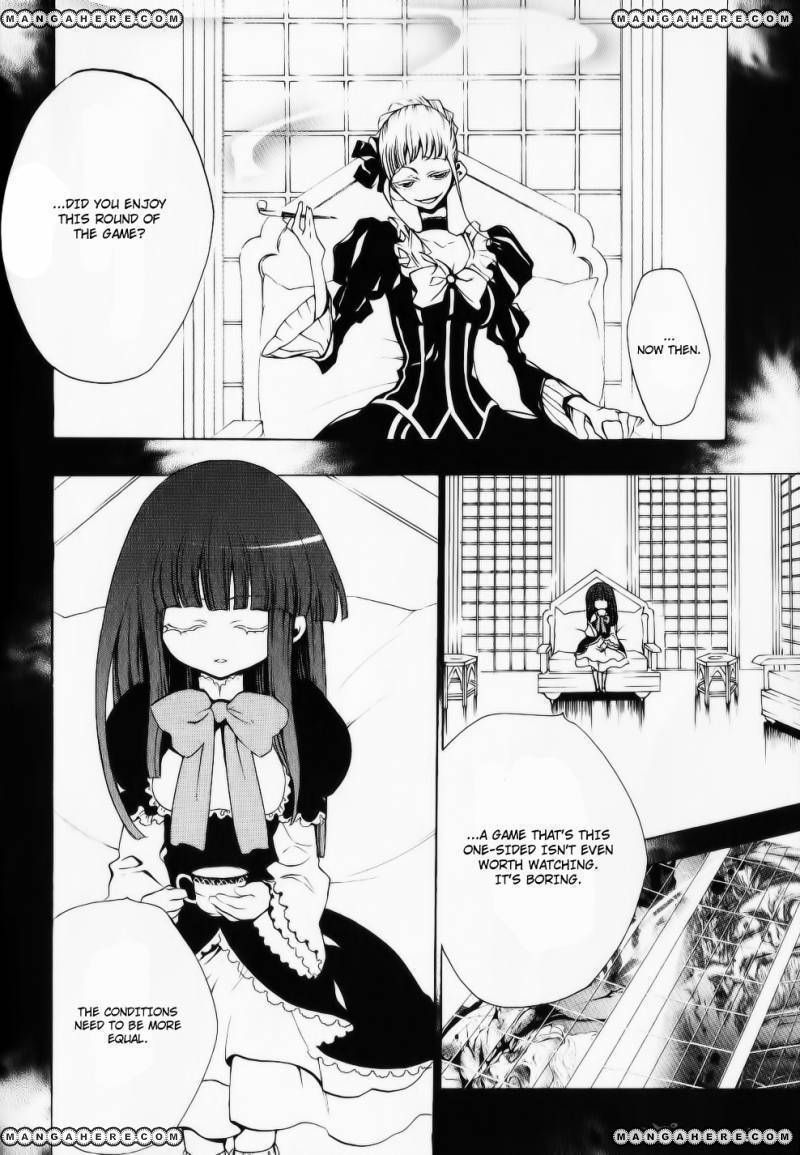 MANGAHERE.COM
MANGAHERE.COM
...
NOW THEN.
...DID YOU ENJOY
THIS ROUND OF
THE GAME?
...A GAME THAT'S THIS
ONE-SIDED ISN'T EVEN
WORTH WATCHING.
IT'S BORING.
THE CONDITIONS
NEED TO BE MORE
EQUAL.
MANGAHERE.COM
MANGAHERE.COM